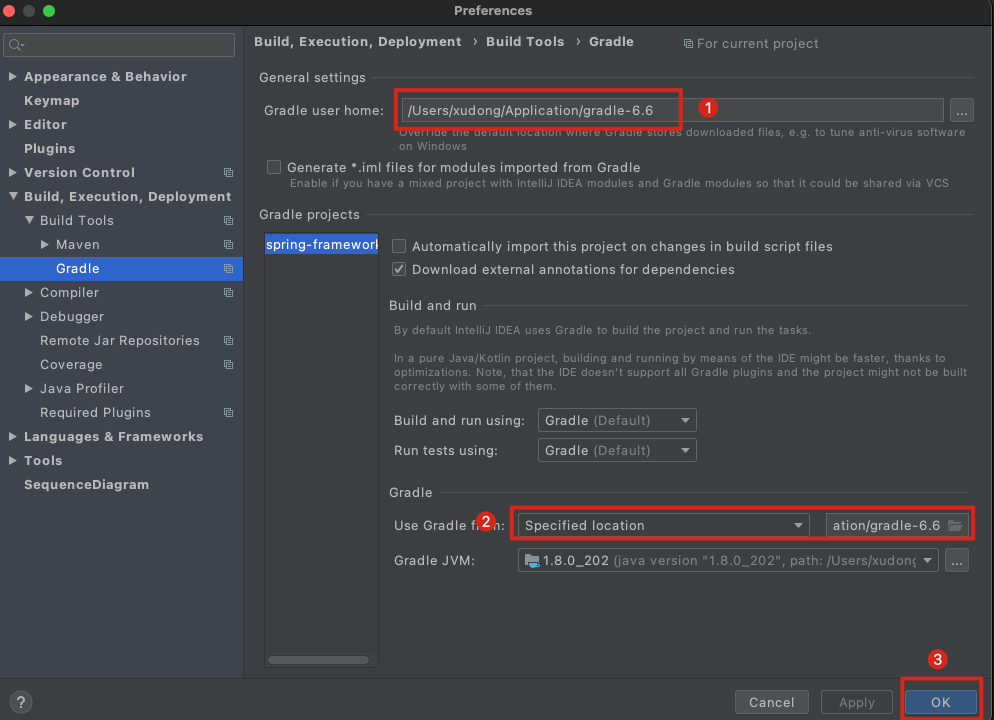 Preferences
Build, Execution, Deployment › Build Tools › Gradle
For current project
Appearance & Behavior
Keymap
Editor
Plugins
Version Control
Build, Execution, Deployment
Build Tools
Maven
Gradle
Compiler
Debugger
Remote Jar Repositories
Coverage
Java Profiler
Required Plugins
Languages & Frameworks
Tools
SequenceDiagram
General settings
Gradle user home: /Users/xudong/Application/gradle-6.6 ...
1
Override the default location where Gradle stores downloaded files, e.g. to tune anti-virus software
on Windows
Generate *.iml files for modules imported from Gradle
Enable if you have a mixed project with IntelliJ IDEA modules and Gradle modules so that it could be shared via VCS
Gradle projects
spring-framework
Automatically import this project on changes in build script files
Download external annotations for dependencies
Build and run
By default IntelliJ IDEA uses Gradle to build the project and run the tasks.
In a pure Java/Kotlin project, building and running by means of the IDE might be faster, thanks to
optimizations. Note, that the IDE doesn't support all Gradle plugins and the project might not be built
correctly with some of them.
Build and run using: Gradle (Default)
Run tests using: Gradle (Default)
Gradle
Use Gradle from: Specified location ation/gradle-6.6
2
Gradle JVM: 1.8.0_202 (java version "1.8.0_202", path: /Users/xudong ...
3
?
Cancel
Apply
OK